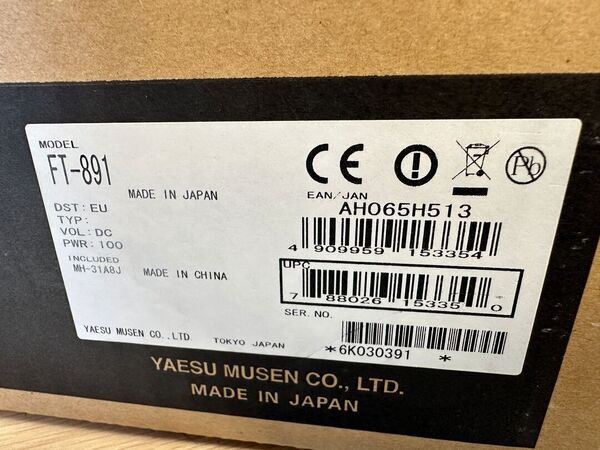 MODEL
FT-891
MADE IN JAPAN
DST: EU
TYP:
VOL: DC
PWR: 100
INCLUDED
MH-31A8J MADE IN CHINA
YAESU MUSEN CO., LTD. TOKYO JAPAN
Pb
EAN/JAN
AH065H513
4 909959 153354
UPC
7 88026 15335 0
SER. NO.
*6K030391 *
YAESU MUSEN CO., LTD.
MADE IN JAPAN